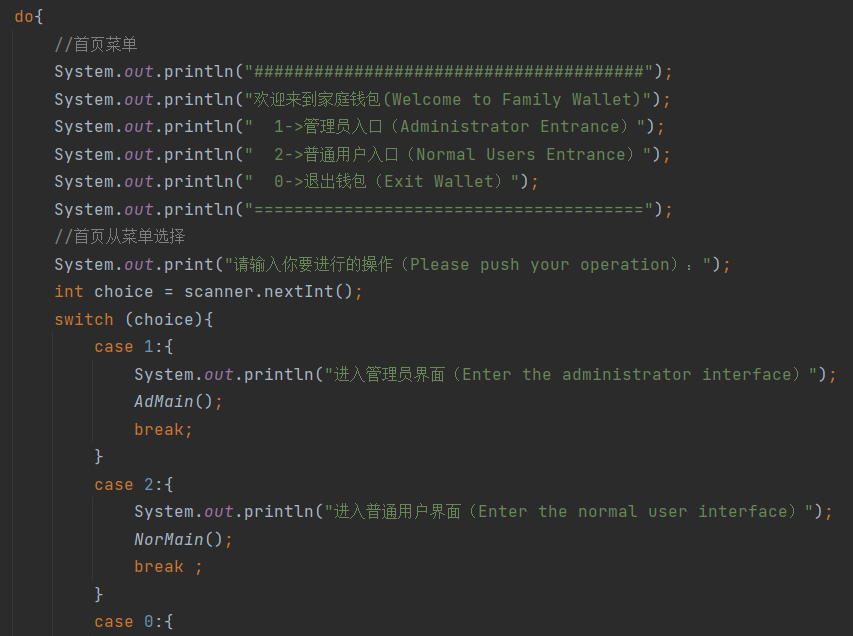 do{
//首页菜单
System.out.println("#######################################");
System.out.println("欢迎来到家庭钱包(Welcome to Family Wallet)");
System.out.println("  1->管理员入口（Administrator Entrance）");
System.out.println("  2->普通用户入口（Normal Users Entrance）");
System.out.println("  0->退出钱包（Exit Wallet）");
System.out.println("=======================================");
//首页从菜单选择
System.out.print("请输入你要进行的操作（Please push your operation）：");
int choice = scanner.nextInt();
switch (choice){
case 1:{
System.out.println("进入管理员界面（Enter the administrator interface）");
AdMain();
break;
}
case 2:{
System.out.println("进入普通用户界面（Enter the normal user interface）");
NorMain();
break ;
}
case 0:{